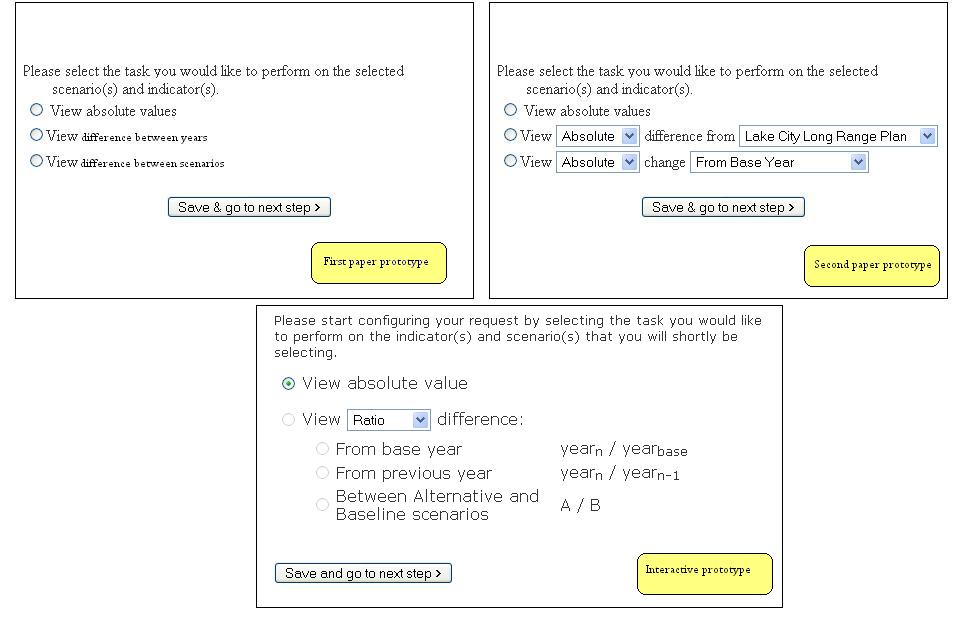 Please select the task you would like to perform on the selected
scenario(s) and indicator(s).
View absolute values
View difference between years
View difference between scenarios
Save & go to next step >
First paper prototype
Please select the task you would like to perform on the selected
scenario(s) and indicator(s).
View absolute values
View Absolute difference from Lake City Long Range Plan
View Absolute change From Base Year
Save & go to next step >
Second paper prototype
Please start configuring your request by selecting the task you would like
to perform on the indicator(s) and scenario(s) that you will shortly be
selecting.
View absolute value
View Ratio difference:
From base year yearn / yearbase
From previous year yearn / yearn-1
Between Alternative and
Baseline scenarios A / B
Save and go to next step >
Interactive prototype